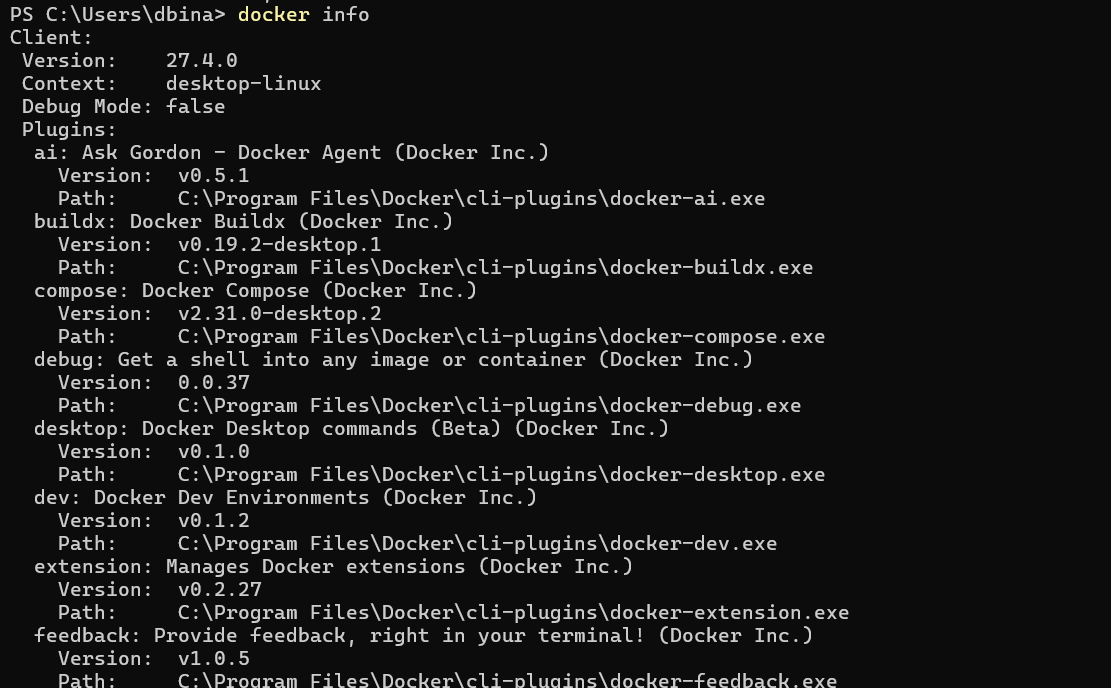 PS C:\Users\dbina> docker info
Client:
 Version:    27.4.0
 Context:    desktop-linux
 Debug Mode: false
 Plugins:
  ai: Ask Gordon - Docker Agent (Docker Inc.)
    Version:  v0.5.1
    Path:     C:\Program Files\Docker\cli-plugins\docker-ai.exe
  buildx: Docker Buildx (Docker Inc.)
    Version:  v0.19.2-desktop.1
    Path:     C:\Program Files\Docker\cli-plugins\docker-buildx.exe
  compose: Docker Compose (Docker Inc.)
    Version:  v2.31.0-desktop.2
    Path:     C:\Program Files\Docker\cli-plugins\docker-compose.exe
  debug: Get a shell into any image or container (Docker Inc.)
    Version:  0.0.37
    Path:     C:\Program Files\Docker\cli-plugins\docker-debug.exe
  desktop: Docker Desktop commands (Beta) (Docker Inc.)
    Version:  v0.1.0
    Path:     C:\Program Files\Docker\cli-plugins\docker-desktop.exe
  dev: Docker Dev Environments (Docker Inc.)
    Version:  v0.1.2
    Path:     C:\Program Files\Docker\cli-plugins\docker-dev.exe
  extension: Manages Docker extensions (Docker Inc.)
    Version:  v0.2.27
    Path:     C:\Program Files\Docker\cli-plugins\docker-extension.exe
  feedback: Provide feedback, right in your terminal! (Docker Inc.)
    Version:  v1.0.5
    Path:     C:\Program Files\Docker\cli-plugins\docker-feedback.exe